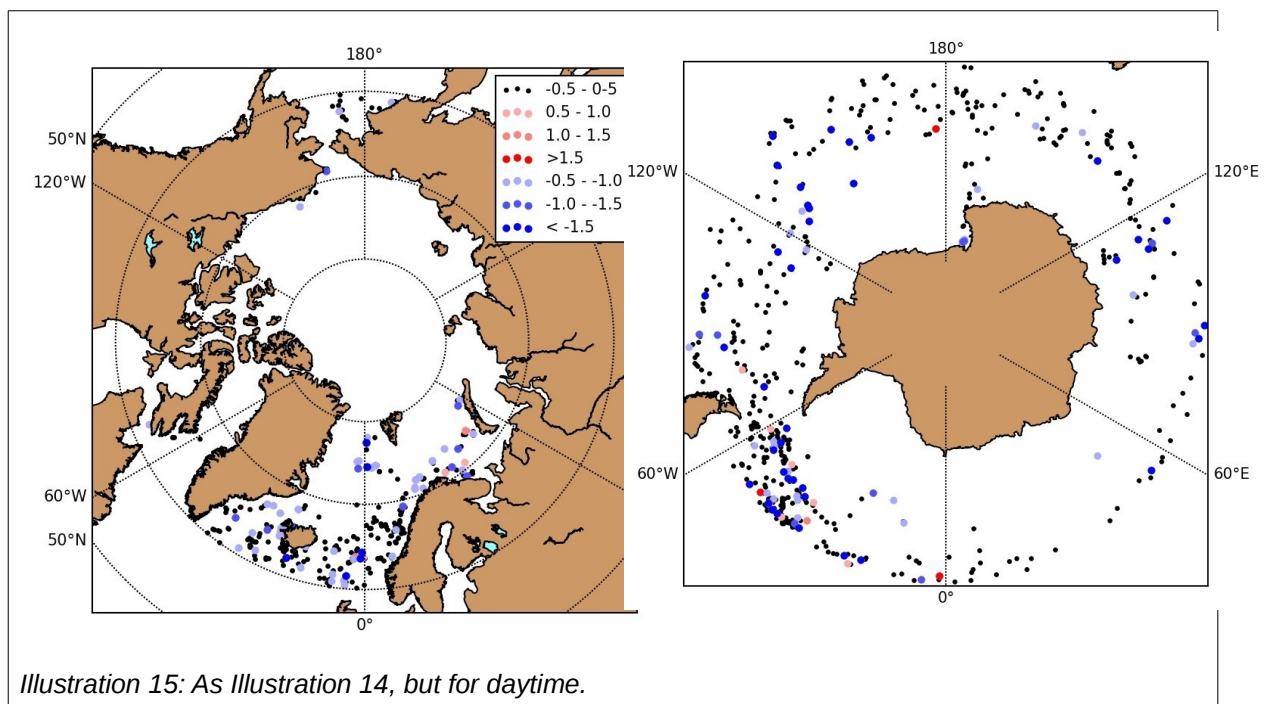 180°
50°N
120°W
60°W
50°N
0°
-0.5 - 0-5
0.5 - 1.0
1.0 - 1.5
>1.5
-0.5 - -1.0
-1.0 - -1.5
< -1.5
180°
120°W
120°E
60°W
60°E
0°
Illustration 15: As Illustration 14, but for daytime.